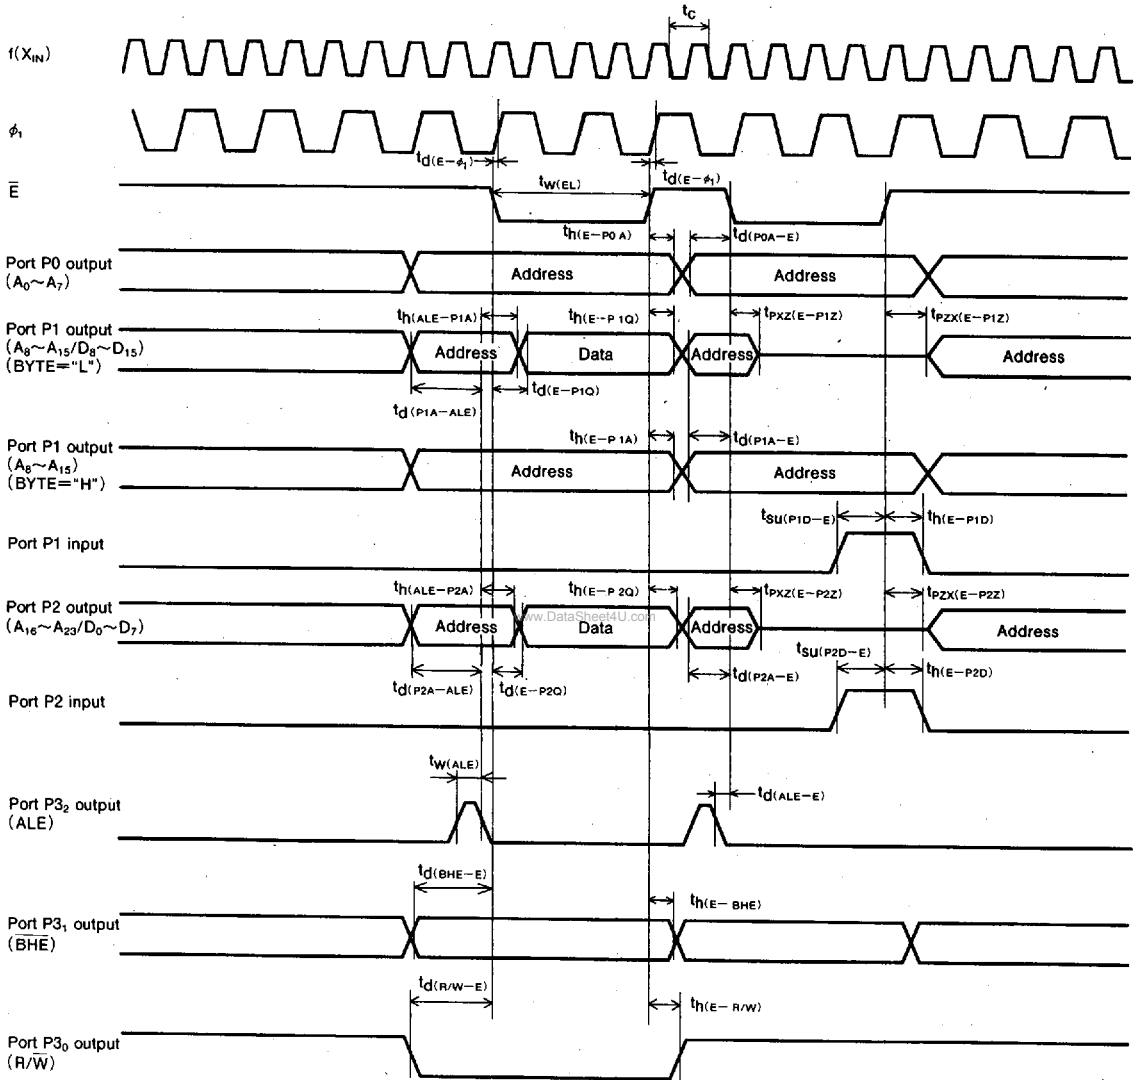 tC
f(XIN)
ϕ1
td(E−ϕ1)
tW(EL)
td(E−ϕ1)
E̅
th(E−P0A)
td(P0A−E)
Port P0 output
(A0~A7)
Address
Address
th(ALE−P1A)
th(E−P1Q)
tPXZ(E−P1Z)
tPZX(E−P1Z)
Port P1 output
(A8~A15/D8~D15)
(BYTE="L")
Address
Data
Address
Address
td(P1A−ALE)
td(E−P1Q)
th(E−P1A)
td(P1A−E)
Port P1 output
(A8~A15)
(BYTE="H")
Address
Address
tSU(P1D−E)
th(E−P1D)
Port P1 input
th(ALE−P2A)
th(E−P2Q)
tPXZ(E−P2Z)
tPZX(E−P2Z)
Port P2 output
(A16~A23/D0~D7)
www.DataSheet4U.com
Address
Data
Address
Address
tSU(P2D−E)
th(E−P2D)
td(P2A−ALE)
td(E−P2Q)
td(P2A−E)
Port P2 input
tW(ALE)
td(ALE−E)
Port P32 output
(ALE)
td(BHE−E)
th(E−BHE)
Port P31 output
(B̅H̅E̅)
td(R/W−E)
th(E−R/W)
Port P30 output
(R/W̅)